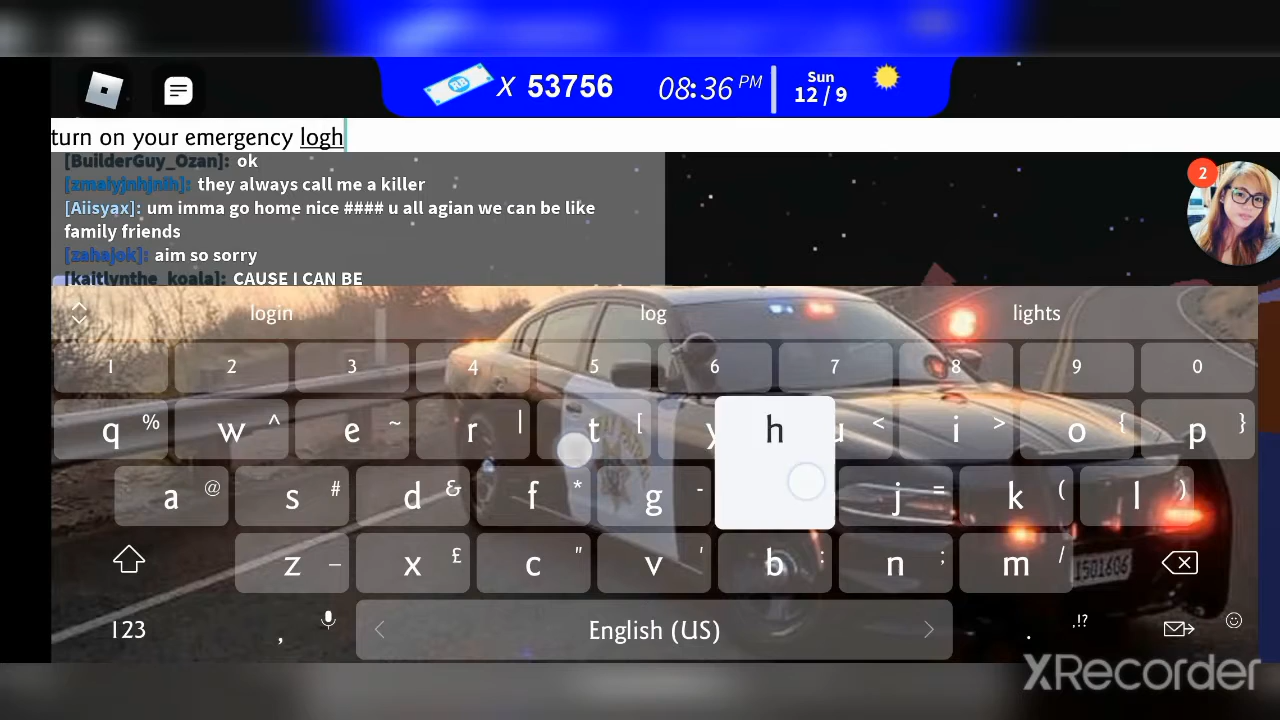 RB X 53756 08:36 PM Sun
12 / 9
turn on your emergency logh
[BuilderGuy_Ozan]: ok
they always call me a killer
2
[Aiisyax]: um imma go home nice #### u all agian we can be like
family friends
[zahajok]: aim so sorry
[kaitlynthe_koala]: CAUSE I CAN BE
login log lights
1 2 3 4 5 6 7 8 9 0
q % w ^ e ~ r | t [ y h u < i > o { p }
a @ s # d & f * g - j = k ( l )
z _ x £ c " v ' b : n ; m /
1501606
123 , < English (US) > . ,!?
XRecorder